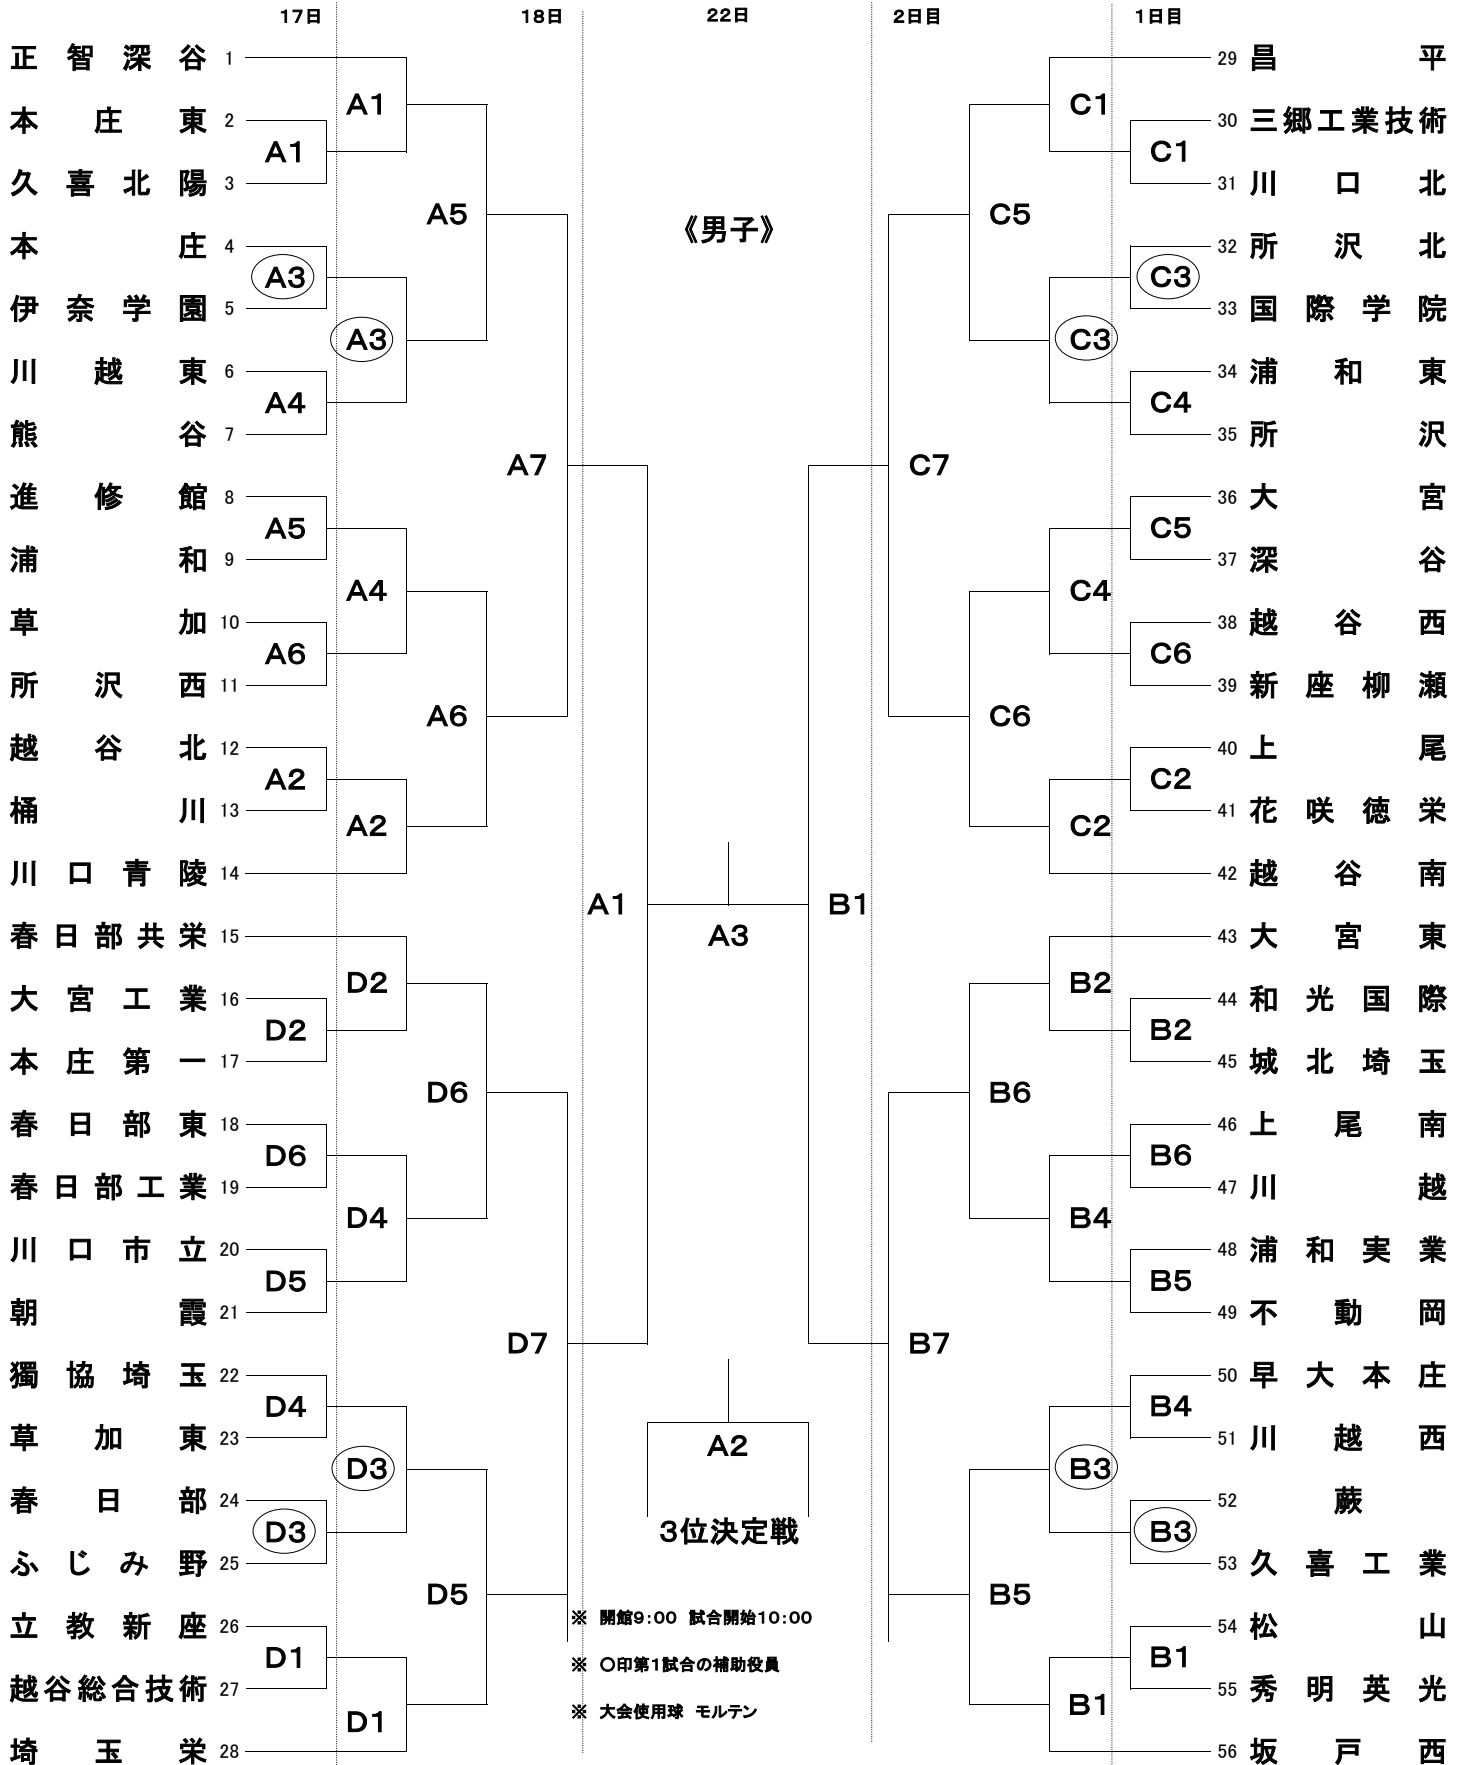 17日 18日 22日 2日目 1日目
正智深谷 1 29 昌平
A1 C1
本庄東 2 30 三郷工業技術
A1 C1
久喜北陽 3 31 川口北
A5 《男子》 C5
本庄 4 32 所沢北
A3 C3
伊奈学園 5 33 国際学院
A3 C3
川越東 6 34 浦和東
A4 C4
熊谷 7 35 所沢
A7 C7
進修館 8 36 大宮
A5 C5
浦和 9 37 深谷
A4 C4
草加 10 38 越谷西
A6 C6
所沢西 11 39 新座柳瀬
A6 C6
越谷北 12 40 上尾
A2 C2
桶川 13 41 花咲徳栄
A2 C2
川口青陵 14 42 越谷南
A1 B1
春日部共栄 15 A3 43 大宮東
D2 B2
大宮工業 16 44 和光国際
D2 B2
本庄第一 17 45 城北埼玉
D6 B6
春日部東 18 46 上尾南
D6 B6
春日部工業 19 47 川越
D4 B4
川口市立 20 48 浦和実業
D5 B5
朝霞 21 49 不動岡
D7 B7
獨協埼玉 22 50 早大本庄
D4 B4
草加東 23 A2 51 川越西
D3 B3
春日部 24 52 蕨
D3 3位決定戦 B3
ふじみ野 25 53 久喜工業
D5 B5
※ 開館9:00 試合開始10:00
立教新座 26 54 松山
D1 ※ 〇印第1試合の補助役員 B1
越谷総合技術 27 55 秀明英光
D1 ※ 大会使用球 モルテン B1
埼玉栄 28 56 坂戸西